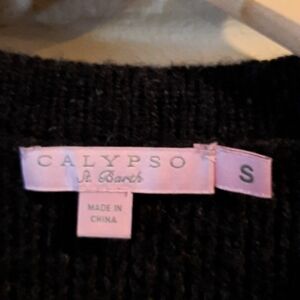 CALYPSO
St. Barth
S
MADE IN
CHINA